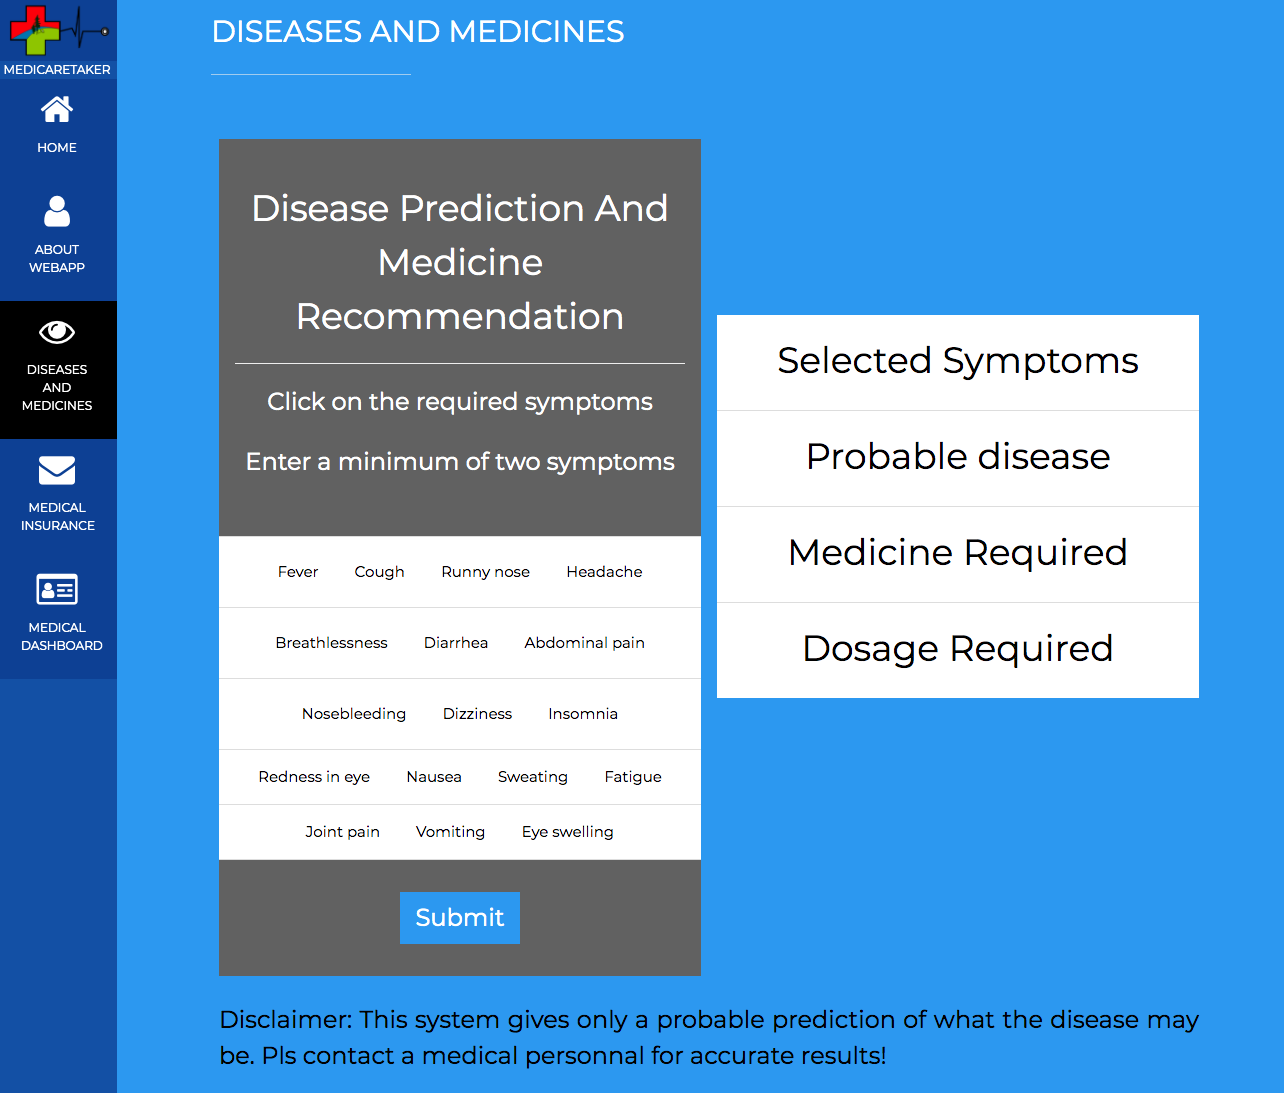 MEDICARETAKER
HOME
ABOUT
WEBAPP
DISEASES
AND
MEDICINES
MEDICAL
INSURANCE
MEDICAL
DASHBOARD
DISEASES AND MEDICINES
Disease Prediction And
Medicine
Recommendation
Click on the required symptoms
Enter a minimum of two symptoms
Fever Cough Runny nose Headache
Breathlessness Diarrhea Abdominal pain
Nosebleeding Dizziness Insomnia
Redness in eye Nausea Sweating Fatigue
Joint pain Vomiting Eye swelling
Submit
Selected Symptoms
Probable disease
Medicine Required
Dosage Required
Disclaimer: This system gives only a probable prediction of what the disease may
be. Pls contact a medical personnal for accurate results!